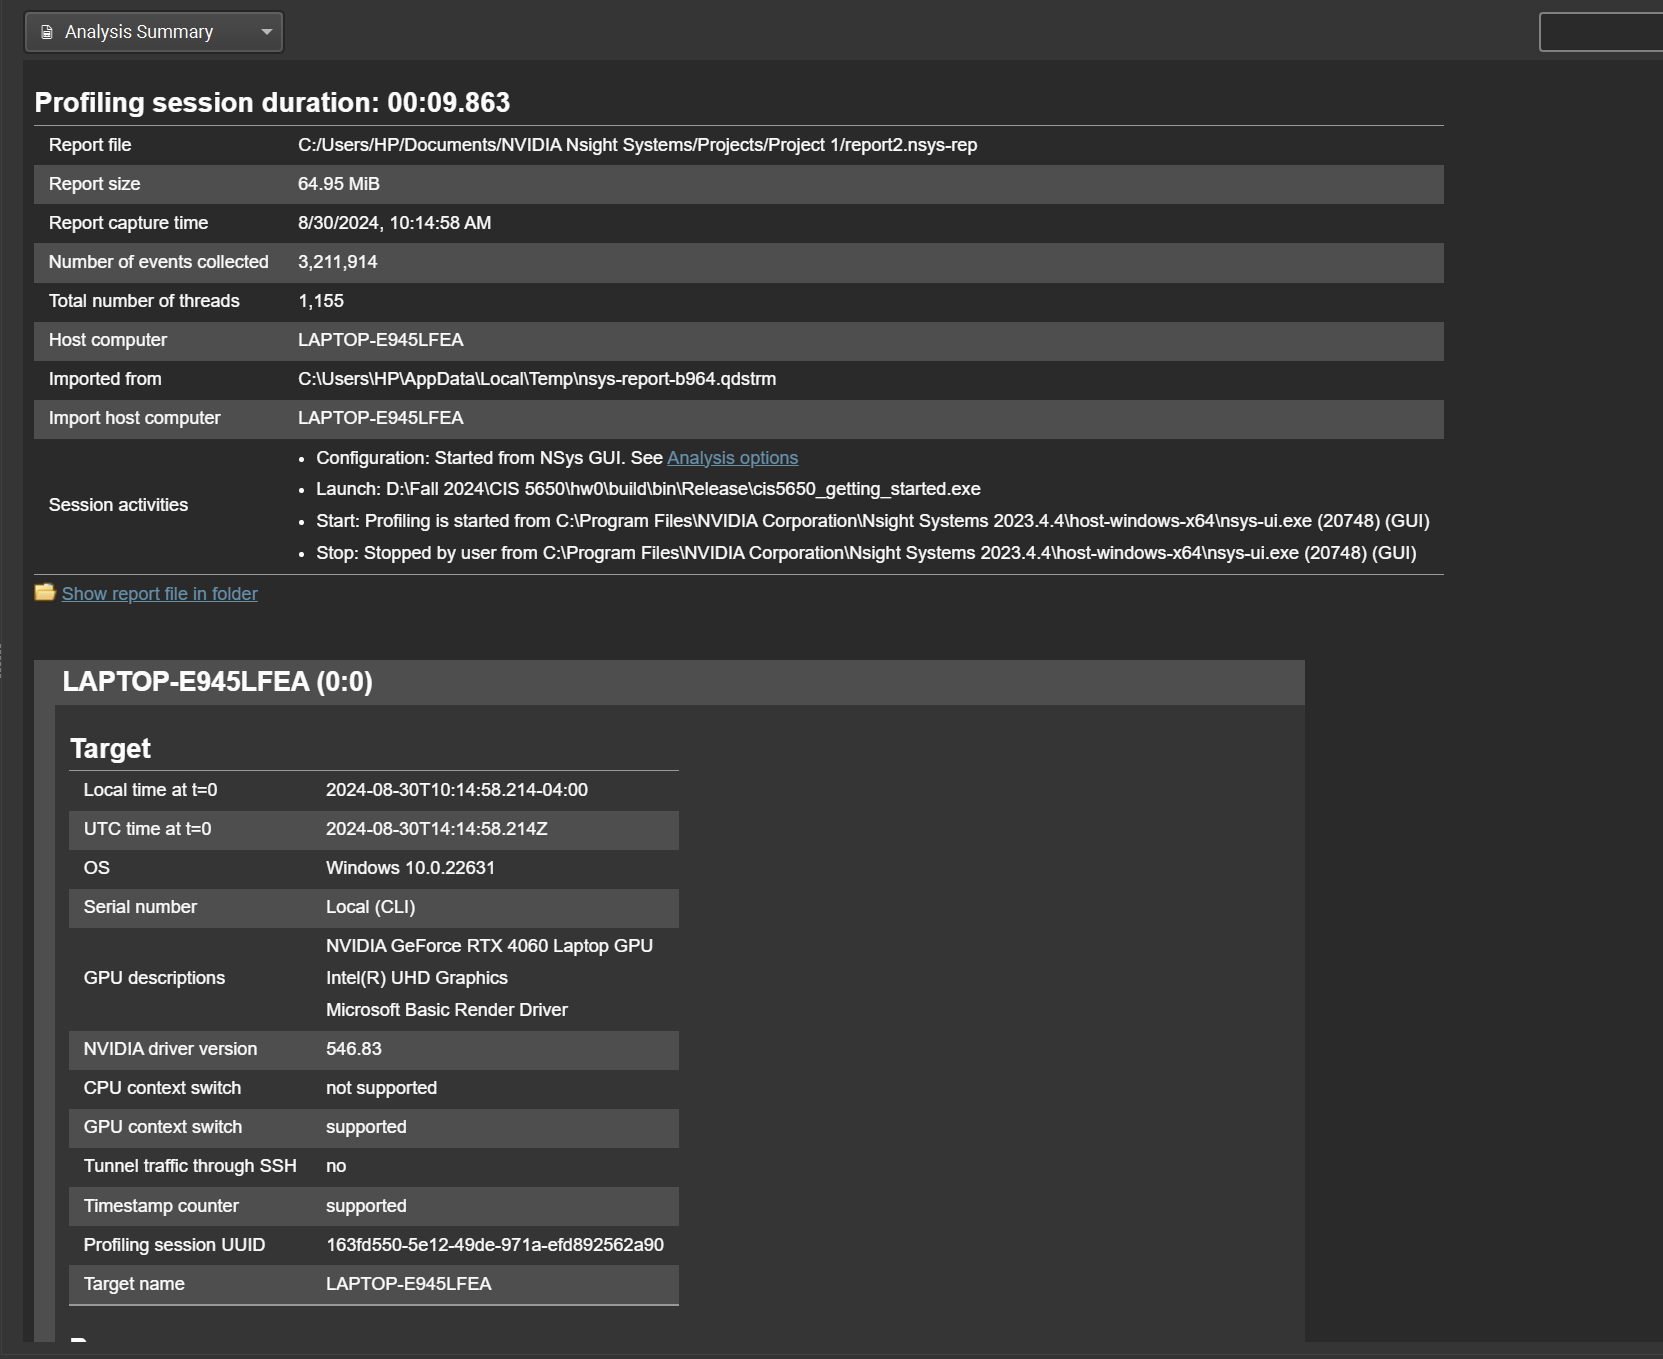 Analysis Summary
Profiling session duration: 00:09.863
Report file C:/Users/HP/Documents/NVIDIA Nsight Systems/Projects/Project 1/report2.nsys-rep
Report size 64.95 MiB
Report capture time 8/30/2024, 10:14:58 AM
Number of events collected 3,211,914
Total number of threads 1,155
Host computer LAPTOP-E945LFEA
Imported from C:\Users\HP\AppData\Local\Temp\nsys-report-b964.qdstrm
Import host computer LAPTOP-E945LFEA
Session activities
• Configuration: Started from NSys GUI. See Analysis options
• Launch: D:\Fall 2024\CIS 5650\hw0\build\bin\Release\cis5650_getting_started.exe
• Start: Profiling is started from C:\Program Files\NVIDIA Corporation\Nsight Systems 2023.4.4\host-windows-x64\nsys-ui.exe (20748) (GUI)
• Stop: Stopped by user from C:\Program Files\NVIDIA Corporation\Nsight Systems 2023.4.4\host-windows-x64\nsys-ui.exe (20748) (GUI)
Show report file in folder
LAPTOP-E945LFEA (0:0)
Target
Local time at t=0 2024-08-30T10:14:58.214-04:00
UTC time at t=0 2024-08-30T14:14:58.214Z
OS Windows 10.0.22631
Serial number Local (CLI)
GPU descriptions
NVIDIA GeForce RTX 4060 Laptop GPU
Intel(R) UHD Graphics
Microsoft Basic Render Driver
NVIDIA driver version 546.83
CPU context switch not supported
GPU context switch supported
Tunnel traffic through SSH no
Timestamp counter supported
Profiling session UUID 163fd550-5e12-49de-971a-efd892562a90
Target name LAPTOP-E945LFEA